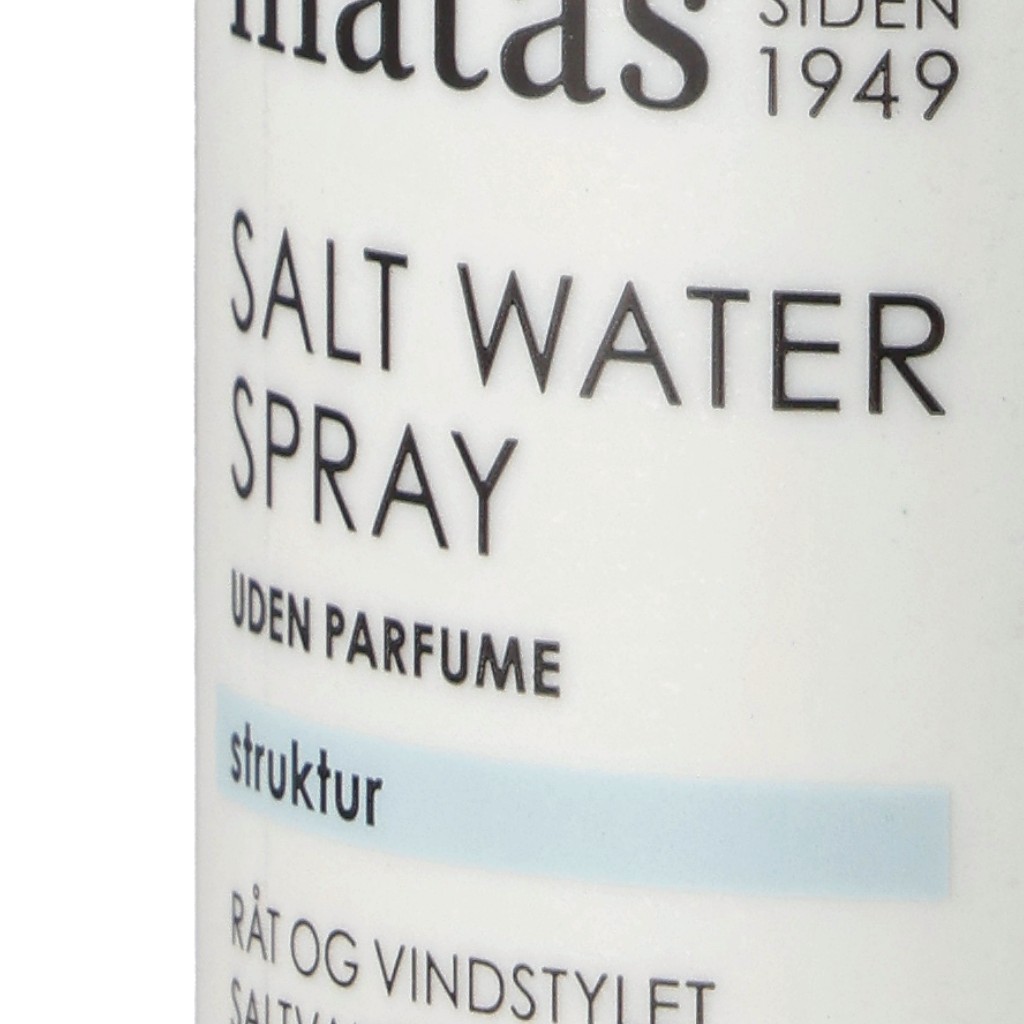 matas
SIDEN
1949
SALT WATER
SPRAY
UDEN PARFUME
struktur
RÅT OG VINDSTYLET